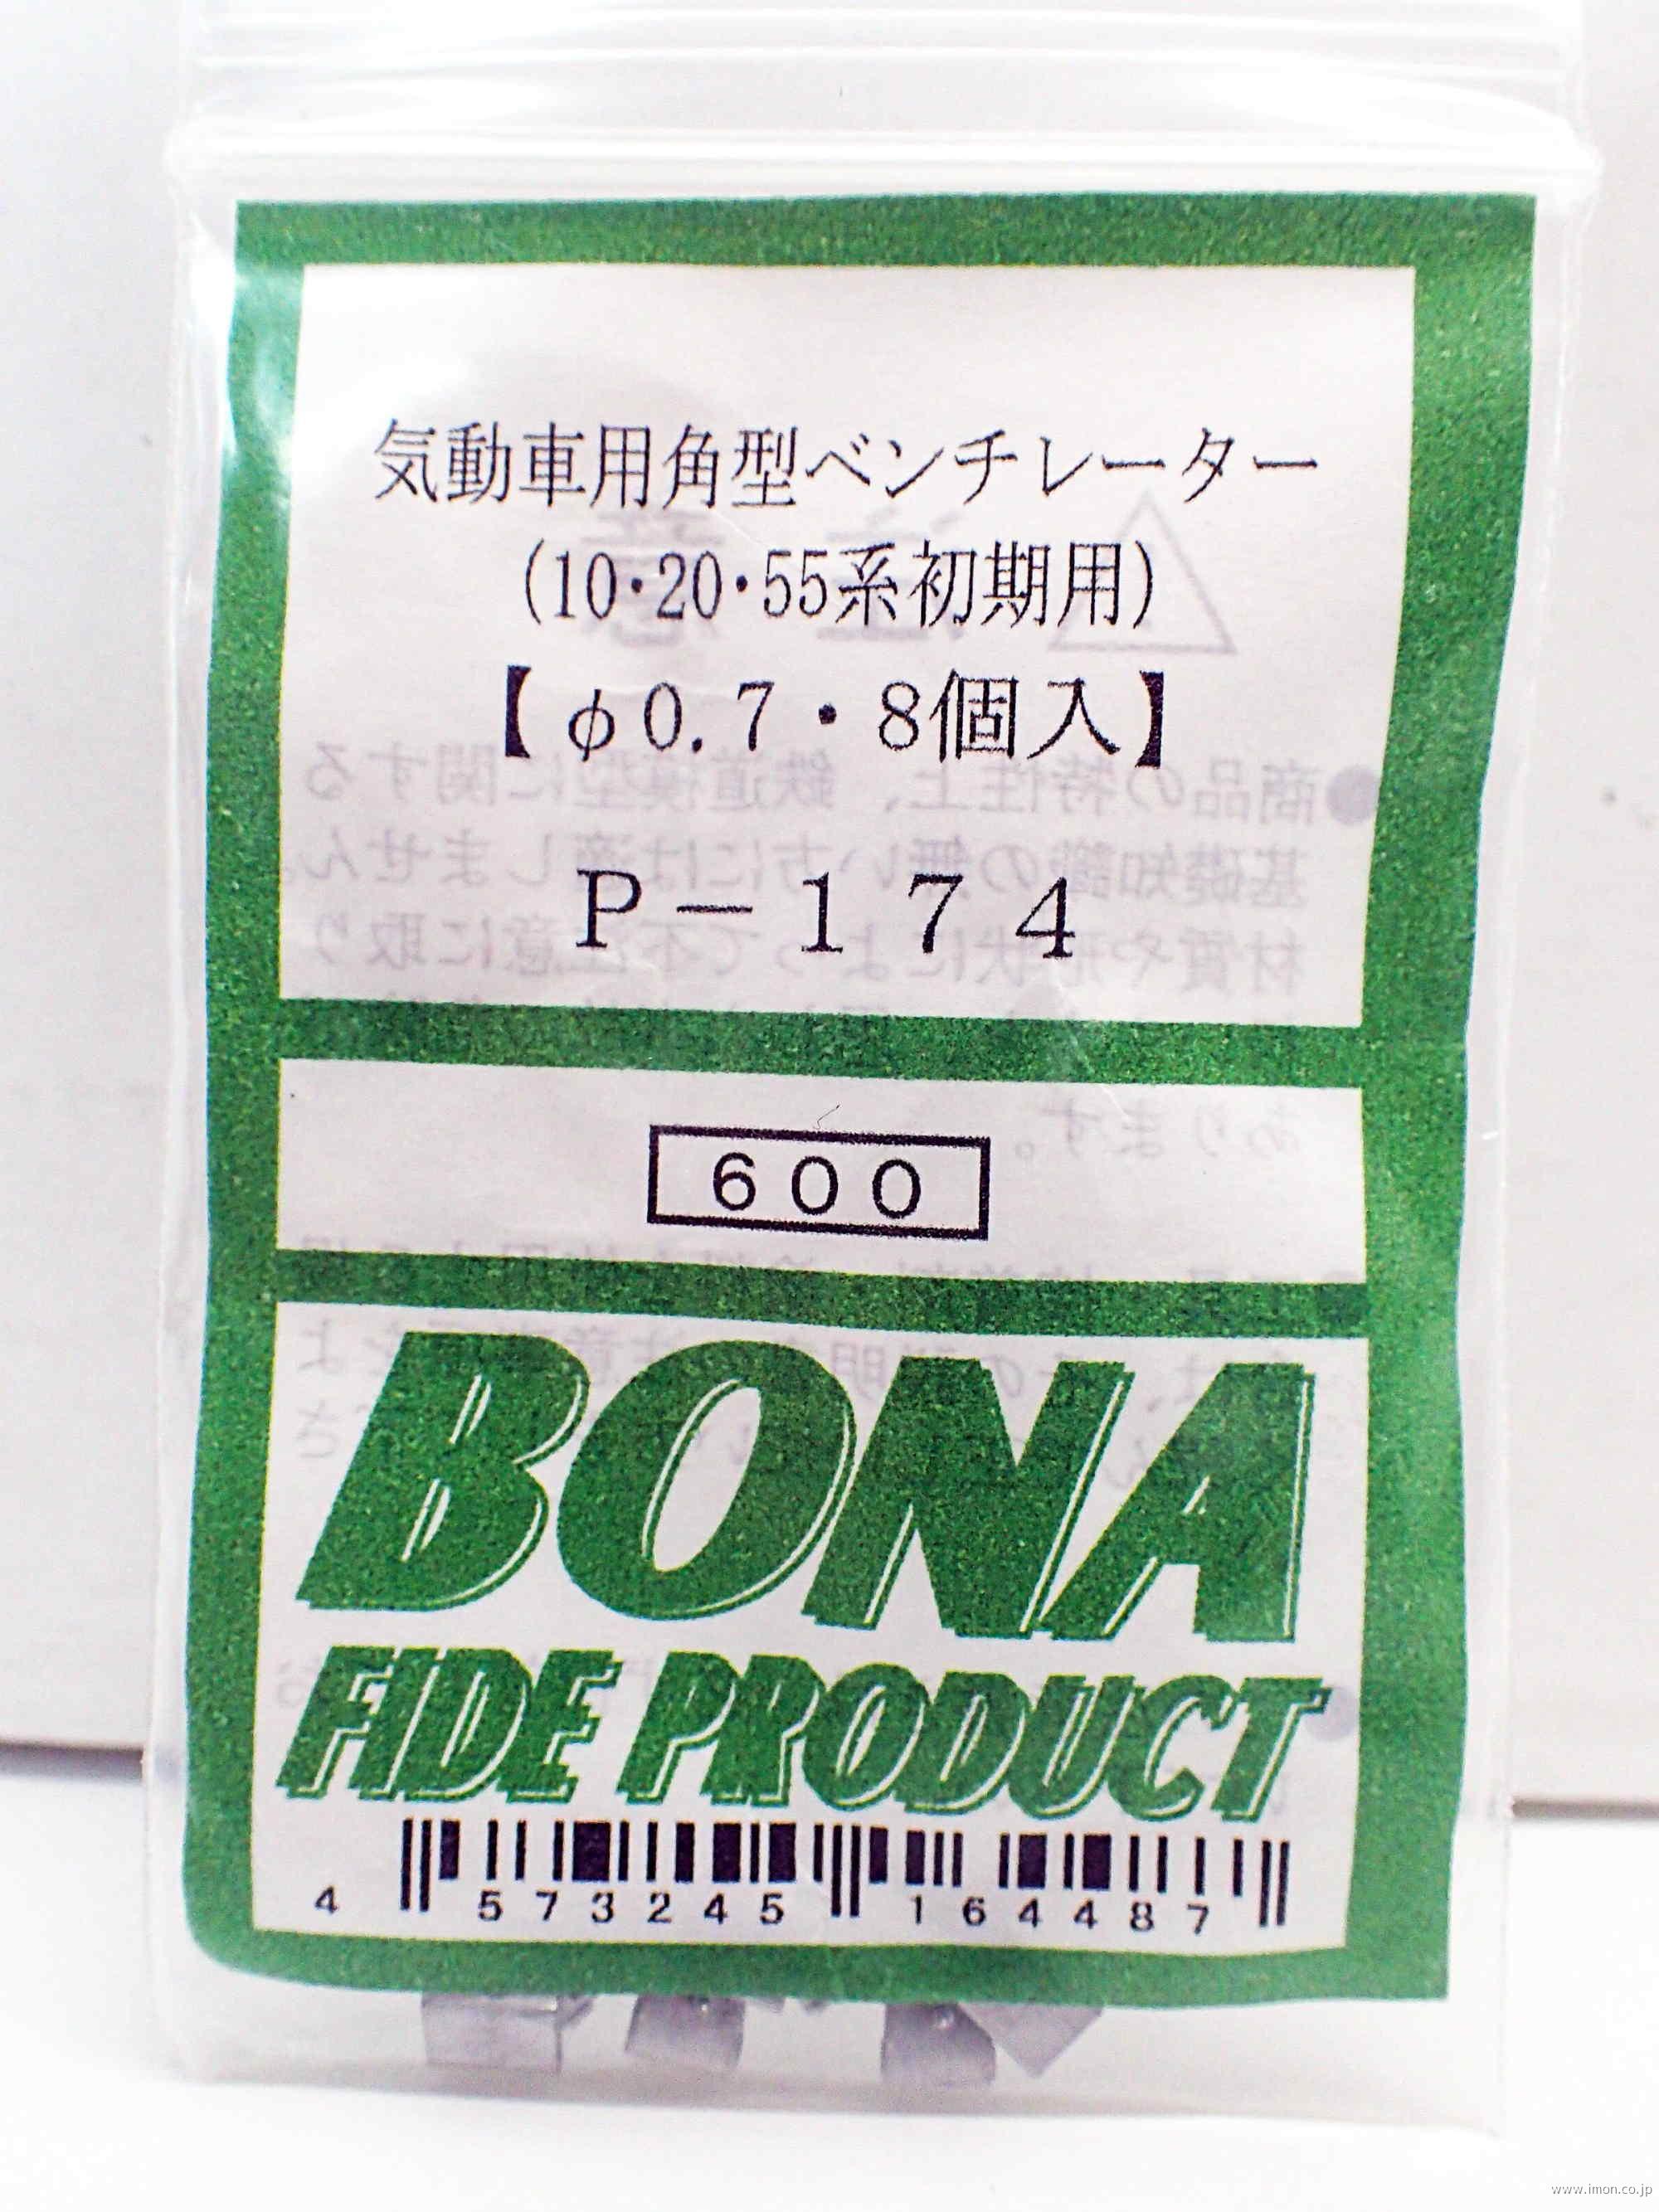 気動車用角型ベンチレーター
(10・20・55系初期用)
【φ0.7・8個入】
P－174
600
BONA
FIDE PRODUCT
4 573245 164487
www.imon.co.jp